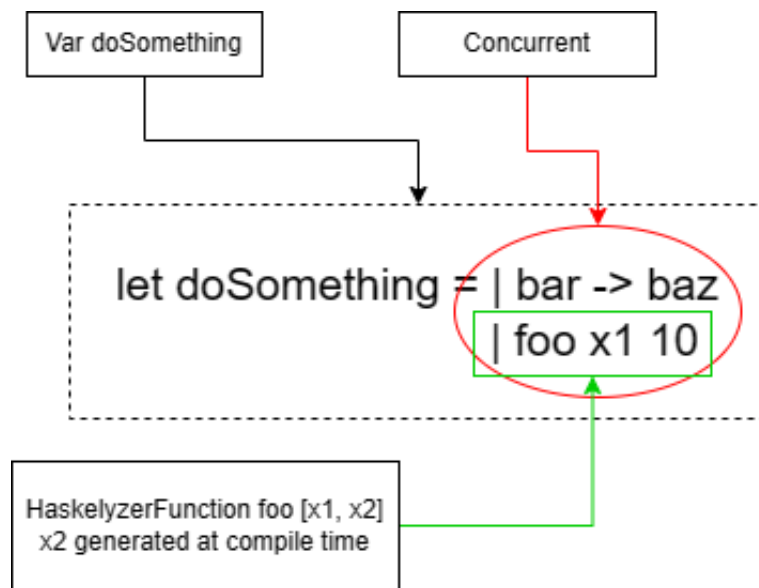 Var doSomething
Concurrent
let doSomething = | bar -> baz
| foo x1 10
HaskelyzerFunction foo [x1, x2]
x2 generated at compile time